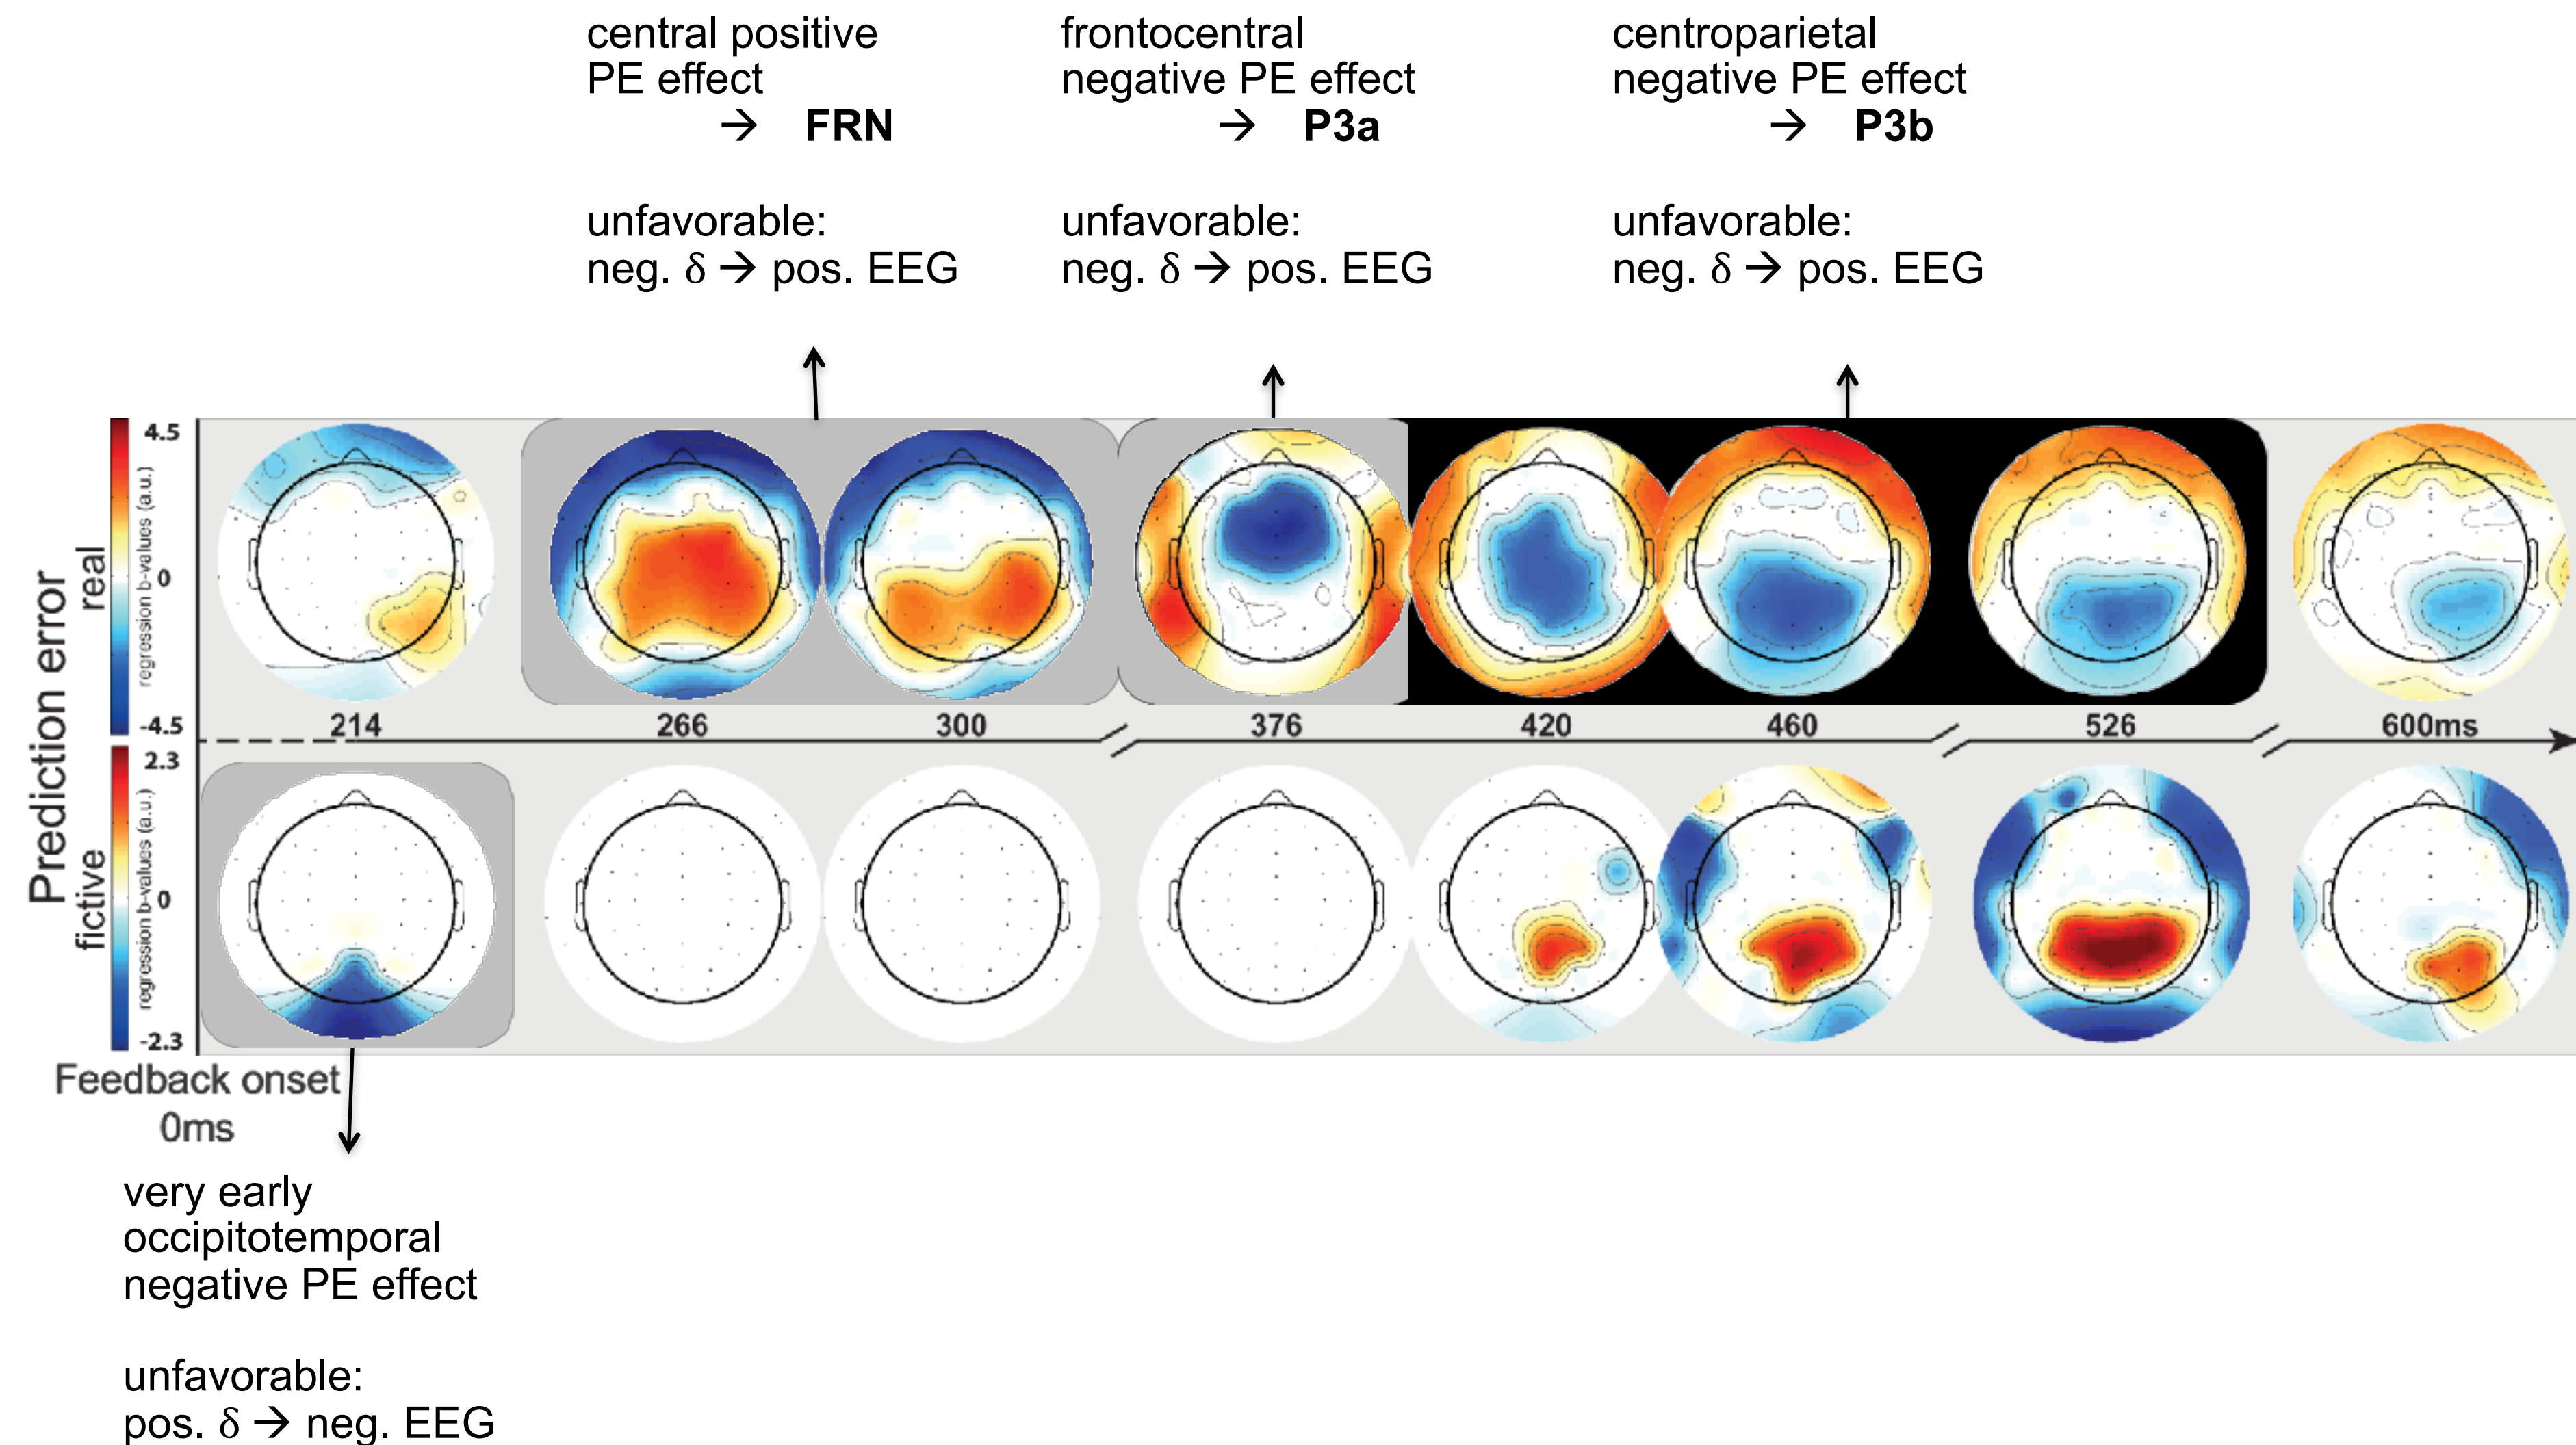 central positive
PE effect
→ FRN
unfavorable:
neg. δ → pos. EEG
frontocentral
negative PE effect
→ P3a
unfavorable:
neg. δ → pos. EEG
centroparietal
negative PE effect
→ P3b
unfavorable:
neg. δ → pos. EEG
Prediction error
real
4.5
0
-4.5
regression b-values (a.u.)
214
266
300
376
420
460
526
600ms
fictive
2.3
0
-2.3
regression b-values (a.u.)
Feedback onset
0ms
very early
occipitotemporal
negative PE effect
unfavorable:
pos. δ → neg. EEG